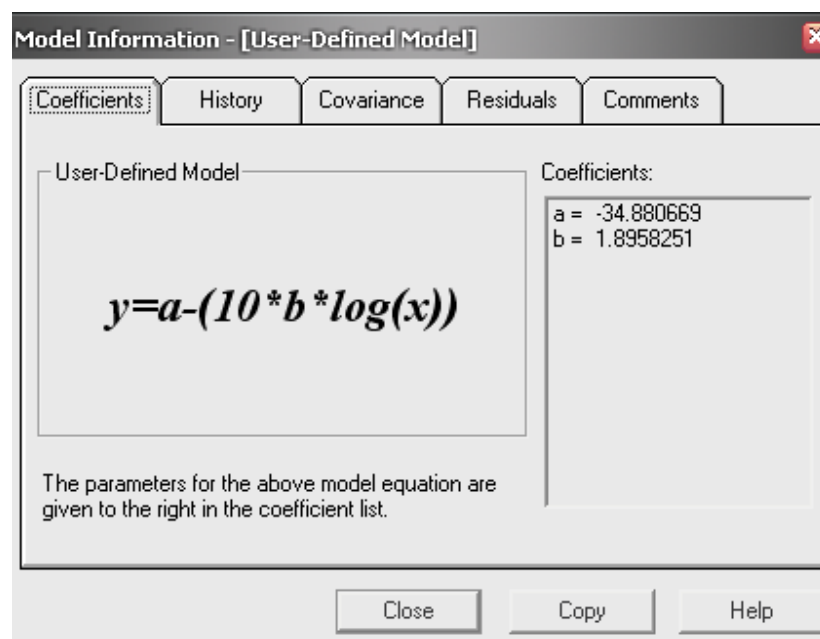 Model Information - [User-Defined Model]
Coefficients History Covariance Residuals Comments
User-Defined Model
y=a-(10*b*log(x))
The parameters for the above model equation are
given to the right in the coefficient list.
Coefficients:
a = -34.880669
b = 1.8958251
Close Copy Help